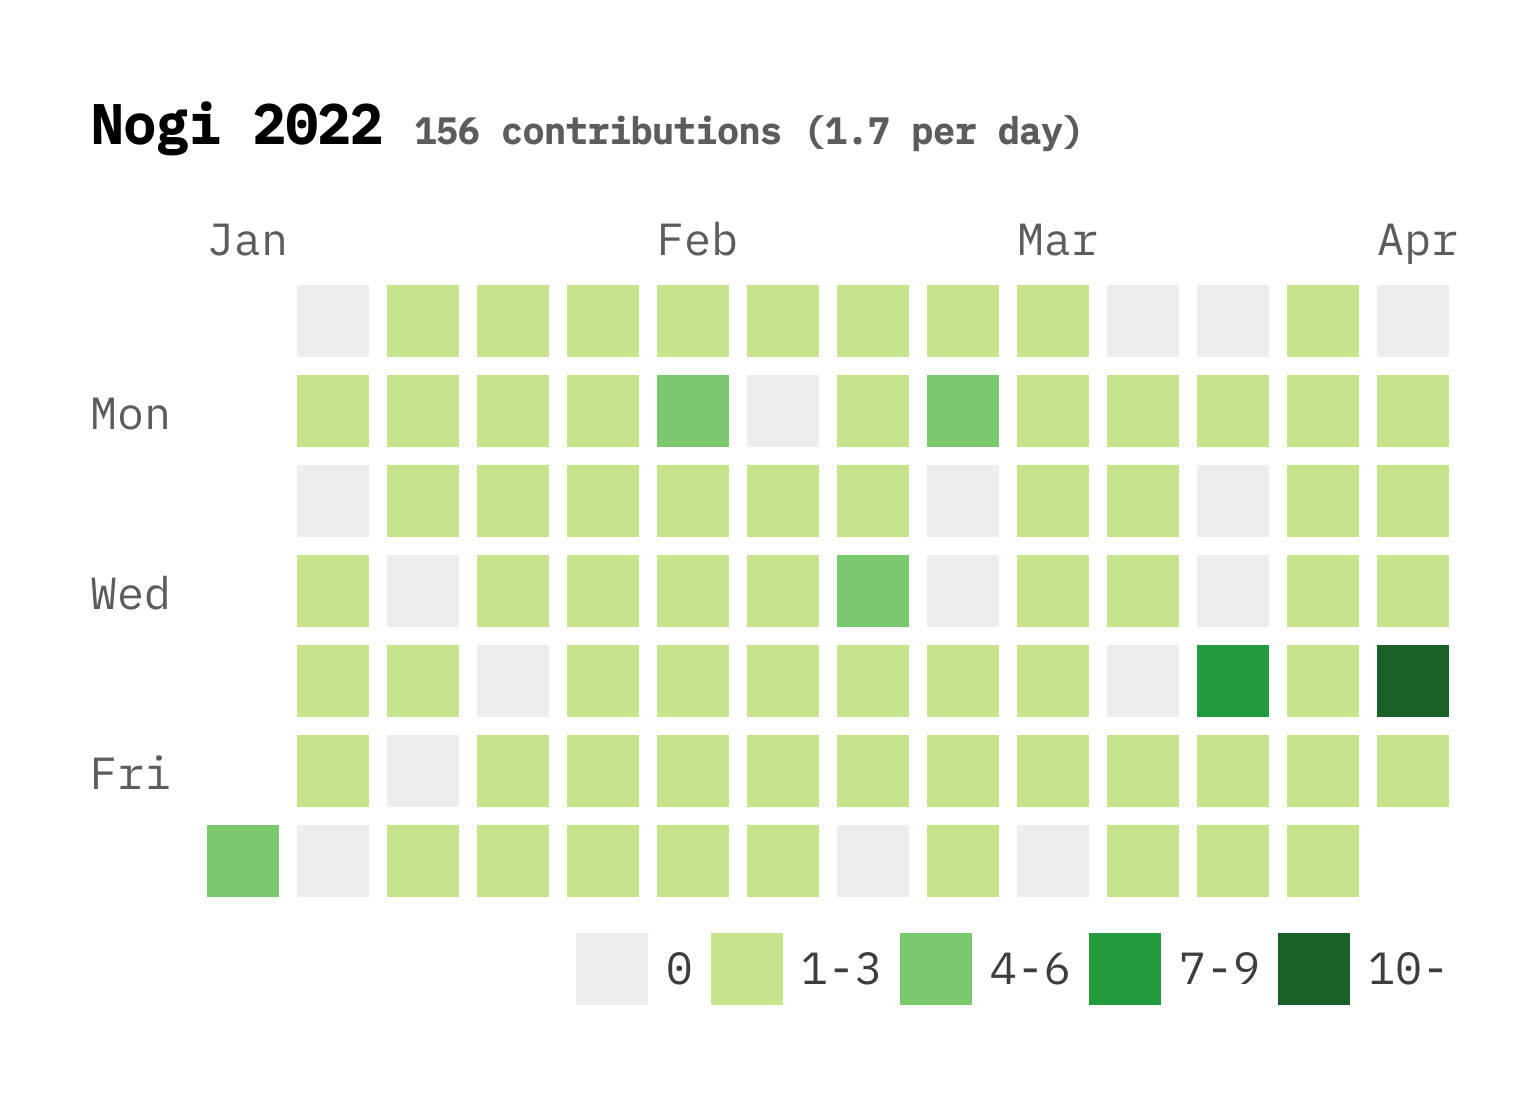 Nogi 2022 156 contributions (1.7 per day)
Jan Feb Mar Apr
Mon
Wed
Fri
0 1-3 4-6 7-9 10-